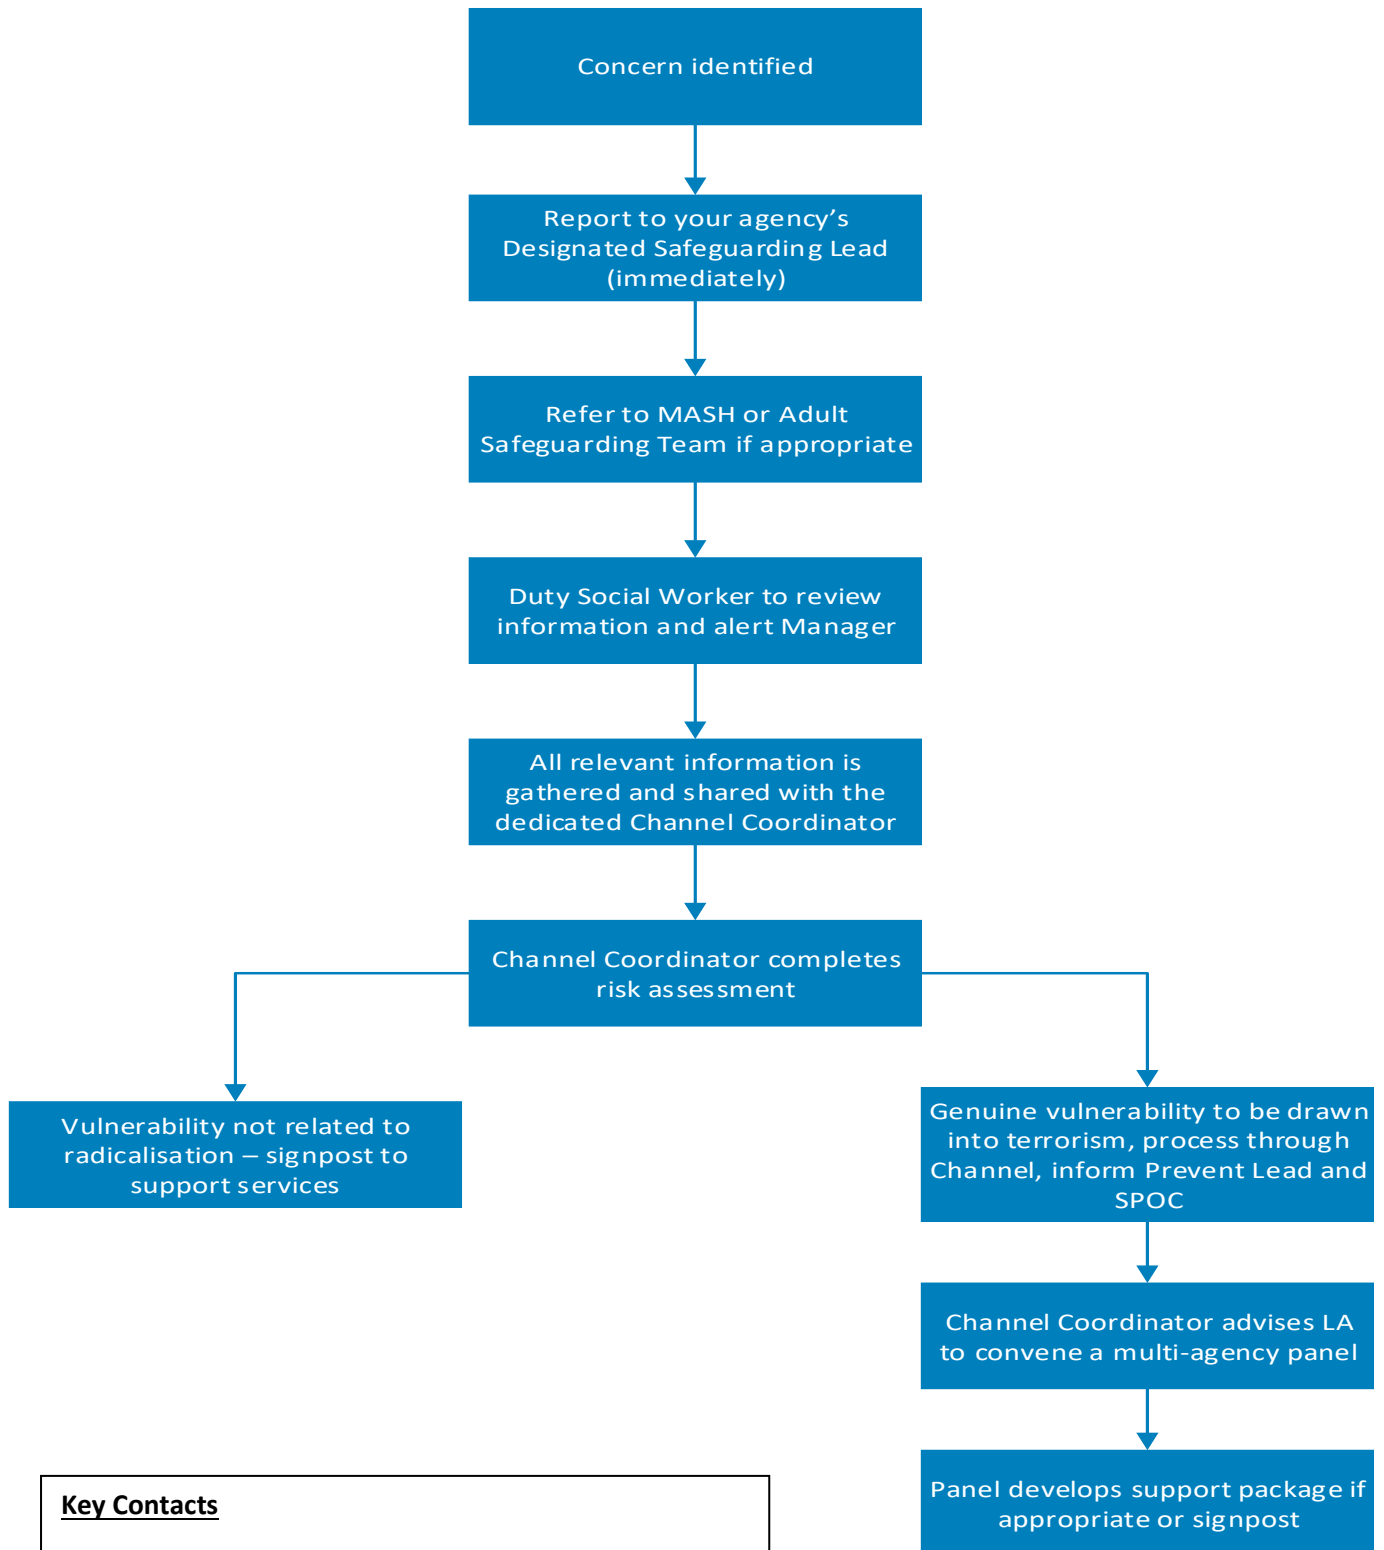 Concern identified
Report to your agency’s
Designated Safeguarding Lead
(immediately)
Refer to MASH or Adult
Safeguarding Team if appropriate
Duty Social Worker to review
information and alert Manager
All relevant information is
gathered and shared with the
dedicated Channel Coordinator
Channel Coordinator completes
risk assessment
Vulnerability not related to
radicalisation – signpost to
support services
Genuine vulnerability to be drawn
into terrorism, process through
Channel, inform Prevent Lead and
SPOC
Channel Coordinator advises LA
to convene a multi-agency panel
Panel develops support package if
appropriate or signpost
Key Contacts